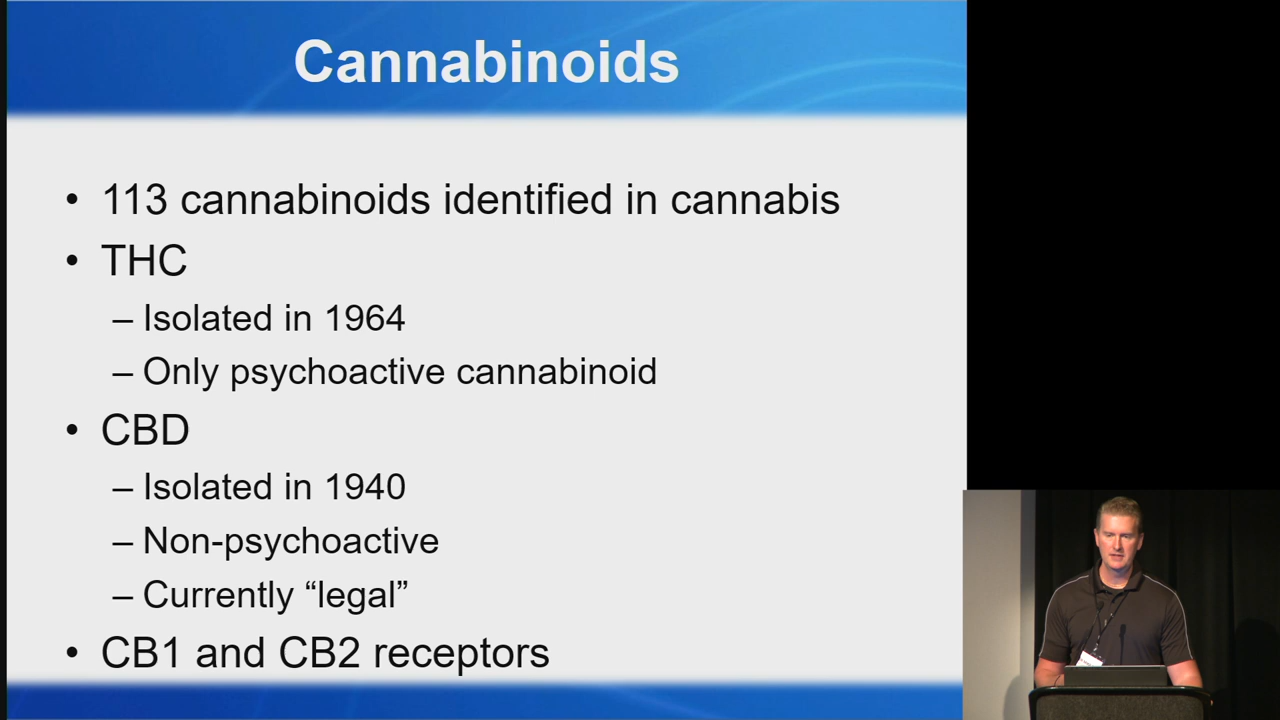 Cannabinoids
• 113 cannabinoids identified in cannabis
• THC
– Isolated in 1964
– Only psychoactive cannabinoid
• CBD
– Isolated in 1940
– Non-psychoactive
– Currently “legal”
• CB1 and CB2 receptors